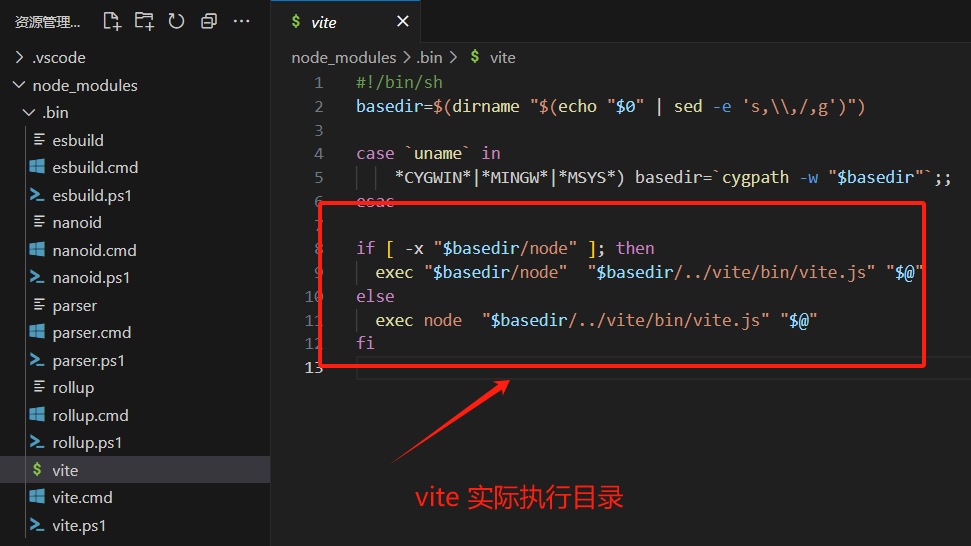 资源管理...
.vscode
node_modules
.bin
esbuild
esbuild.cmd
esbuild.ps1
nanoid
nanoid.cmd
nanoid.ps1
parser
parser.cmd
parser.ps1
rollup
rollup.cmd
rollup.ps1
$ vite
vite.cmd
vite.ps1
$ vite
node_modules > .bin > $ vite
1 #!/bin/sh
2 basedir=$(dirname "$(echo "$0" | sed -e 's,\\,/,g')")
3
4 case `uname` in
5 *CYGWIN*|*MINGW*|*MSYS*) basedir=`cygpath -w "$basedir"`;;
6 esac
7
8 if [ -x "$basedir/node" ]; then
9 exec "$basedir/node"  "$basedir/../vite/bin/vite.js" "$@"
10 else
11 exec node  "$basedir/../vite/bin/vite.js" "$@"
12 fi
13
vite 实际执行目录